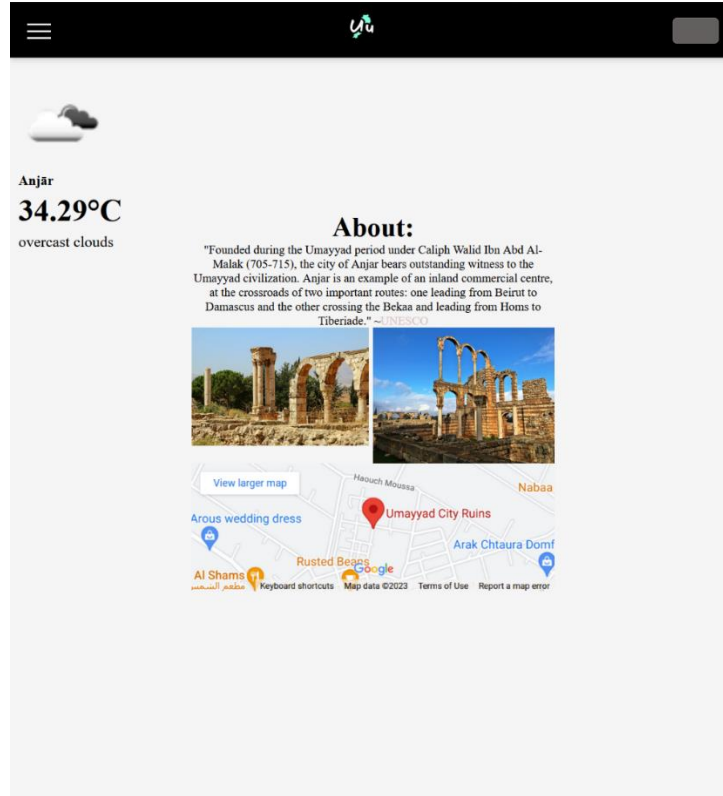 yu
Anjār
34.29°C
overcast clouds
About:
"Founded during the Umayyad period under Caliph Walid Ibn Abd Al-
Malak (705-715), the city of Anjar bears outstanding witness to the
Umayyad civilization. Anjar is an example of an inland commercial centre,
at the crossroads of two important routes: one leading from Beirut to
Damascus and the other crossing the Bekaa and leading from Homs to
Tiberiade." ~UNESCO
View larger map
Haouch Moussa
Nabaa
Umayyad City Ruins
Arous wedding dress
Arak Chtaura Domf
Rusted Beans
Google
Al Shams
مطعم الشمس
Keyboard shortcuts Map data ©2023 Terms of Use Report a map error